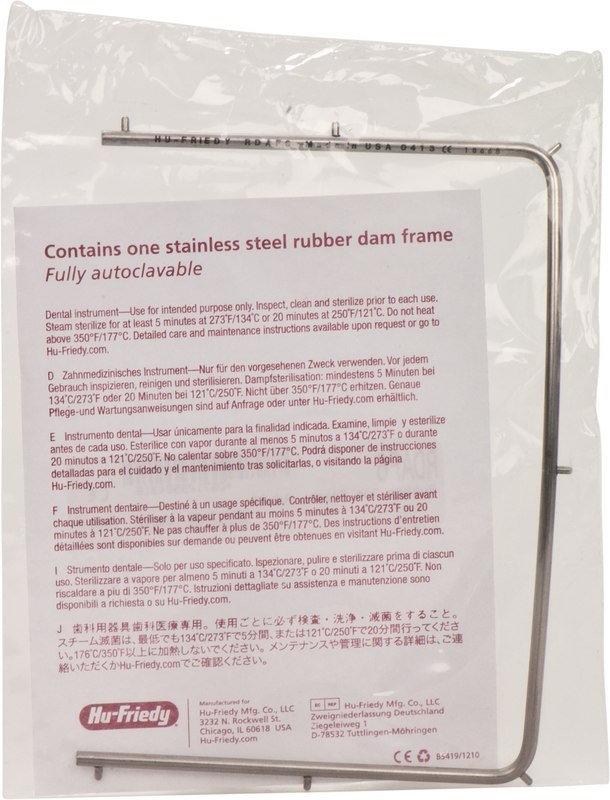 HU-FRIEDY RDAF6 Made in USA 0413 CE
Contains one stainless steel rubber dam frame
Fully autoclavable
Dental instrument—Use for intended purpose only. Inspect, clean and sterilize prior to each use.
Steam sterilize for at least 5 minutes at 273°F/134°C or 20 minutes at 250°F/121°C. Do not heat
above 350°F/177°C. Detailed care and maintenance instructions available upon request or go to
Hu-Friedy.com.
D Zahnmedizinisches Instrument—Nur für den vorgesehenen Zweck verwenden. Vor jedem
Gebrauch inspizieren, reinigen und sterilisieren. Dampfsterilisation: mindestens 5 Minuten bei
134°C/273°F oder 20 Minuten bei 121°C/250°F. Nicht über 350°F/177°C erhitzen. Genaue
Pflege-und Wartungsanweisungen sind auf Anfrage oder unter Hu-Friedy.com erhältlich.
E Instrumento dental—Usar únicamente para la finalidad indicada. Examine, limpie y esterilize
antes de cada uso. Esterilice con vapor durante al menos 5 minutos a 134°C/273°F o durante
20 minutos a 121°C/250°F. No calentar sobre 350°F/177°C. Podrá disponer de instrucciones
detalladas para el cuidado y el mantenimiento tras solicitarlas, o visitando la página
Hu-Friedy.com.
F Instrument dentaire—Destiné à un usage spécifique. Contrôler, nettoyer et stériliser avant
chaque utilisation. Stériliser à la vapeur pendant au moins 5 minutes à 134°C/273°F ou 20
minutes à 121°C/250°F. Ne pas chauffer à plus de 350°F/177°C. Des instructions d'entretien
détaillées sont disponibles sur demande ou peuvent être obtenues en visitant Hu-Friedy.com.
I Strumento dentale—Solo per uso specificato. Ispezionare, pulire e sterilizzare prima di ciascun
uso. Sterilizzare a vapore per almeno 5 minuti a 134°C/273°F o 20 minuti a 121°C/250°F. Non
riscaldare a piu di 350°F/177°C. Istruzioni dettagliate su assistenza e manutenzione sono
disponibili a richiesta o su Hu-Friedy.com.
J 歯科用器具歯科医療専用。使用ごとに必ず検査・洗浄・滅菌をすること。
スチーム滅菌は、最低でも134°C/273°Fで5分間、または121°C/250°Fで20分間行ってくださ
い。176°C/350°F以上に加熱しないでください。メンテナンスや管理に関する詳細は、ご連
絡いただくかHu-Friedy.comでご確認ください。
Hu-Friedy
Manufactured for
Hu-Friedy Mfg. Co., LLC
3232 N. Rockwell St.
Chicago, IL 60618 USA
Hu-Friedy.com
EC REP Hu-Friedy Mfg. Co., LLC
Zweigniederlassung Deutschland
Ziegeleiweg 1
D-78532 Tuttlingen-Möhringen
CE B5419/1210